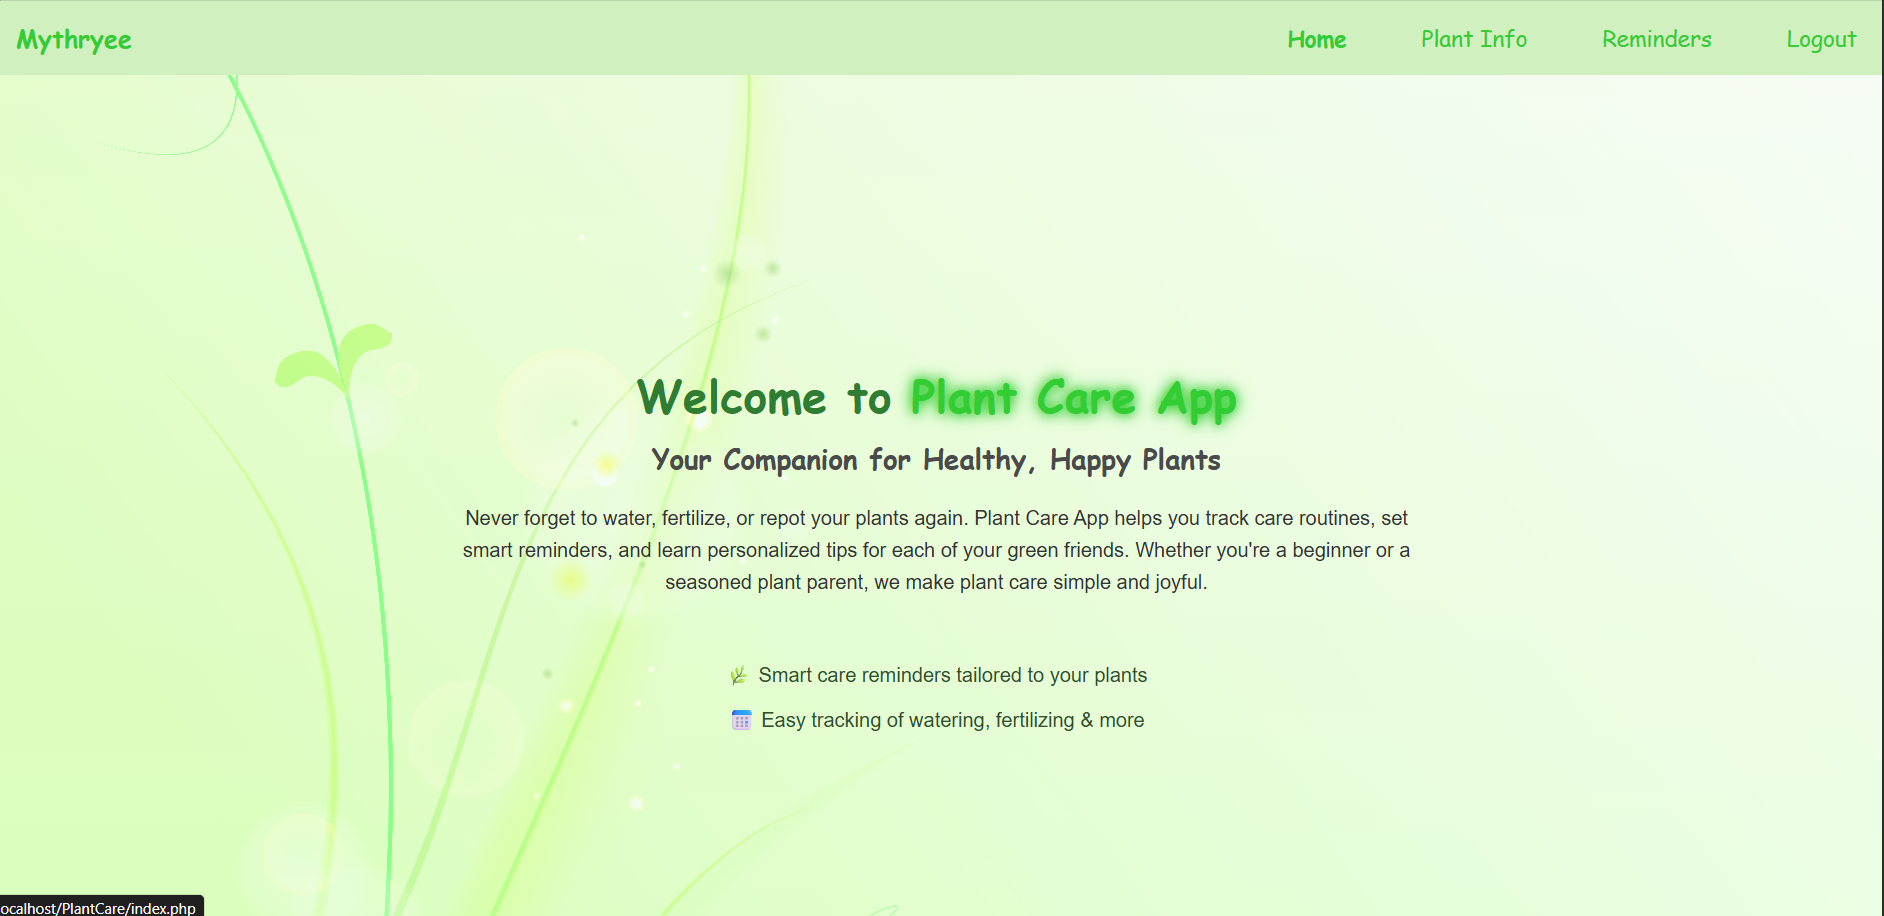 Mythryee
Home
Plant Info
Reminders
Logout
Welcome to Plant Care App
Your Companion for Healthy, Happy Plants
Never forget to water, fertilize, or repot your plants again. Plant Care App helps you track care routines, set
smart reminders, and learn personalized tips for each of your green friends. Whether you're a beginner or a
seasoned plant parent, we make plant care simple and joyful.
🌿 Smart care reminders tailored to your plants
🗓️ Easy tracking of watering, fertilizing & more
ocalhost/PlantCare/index.php